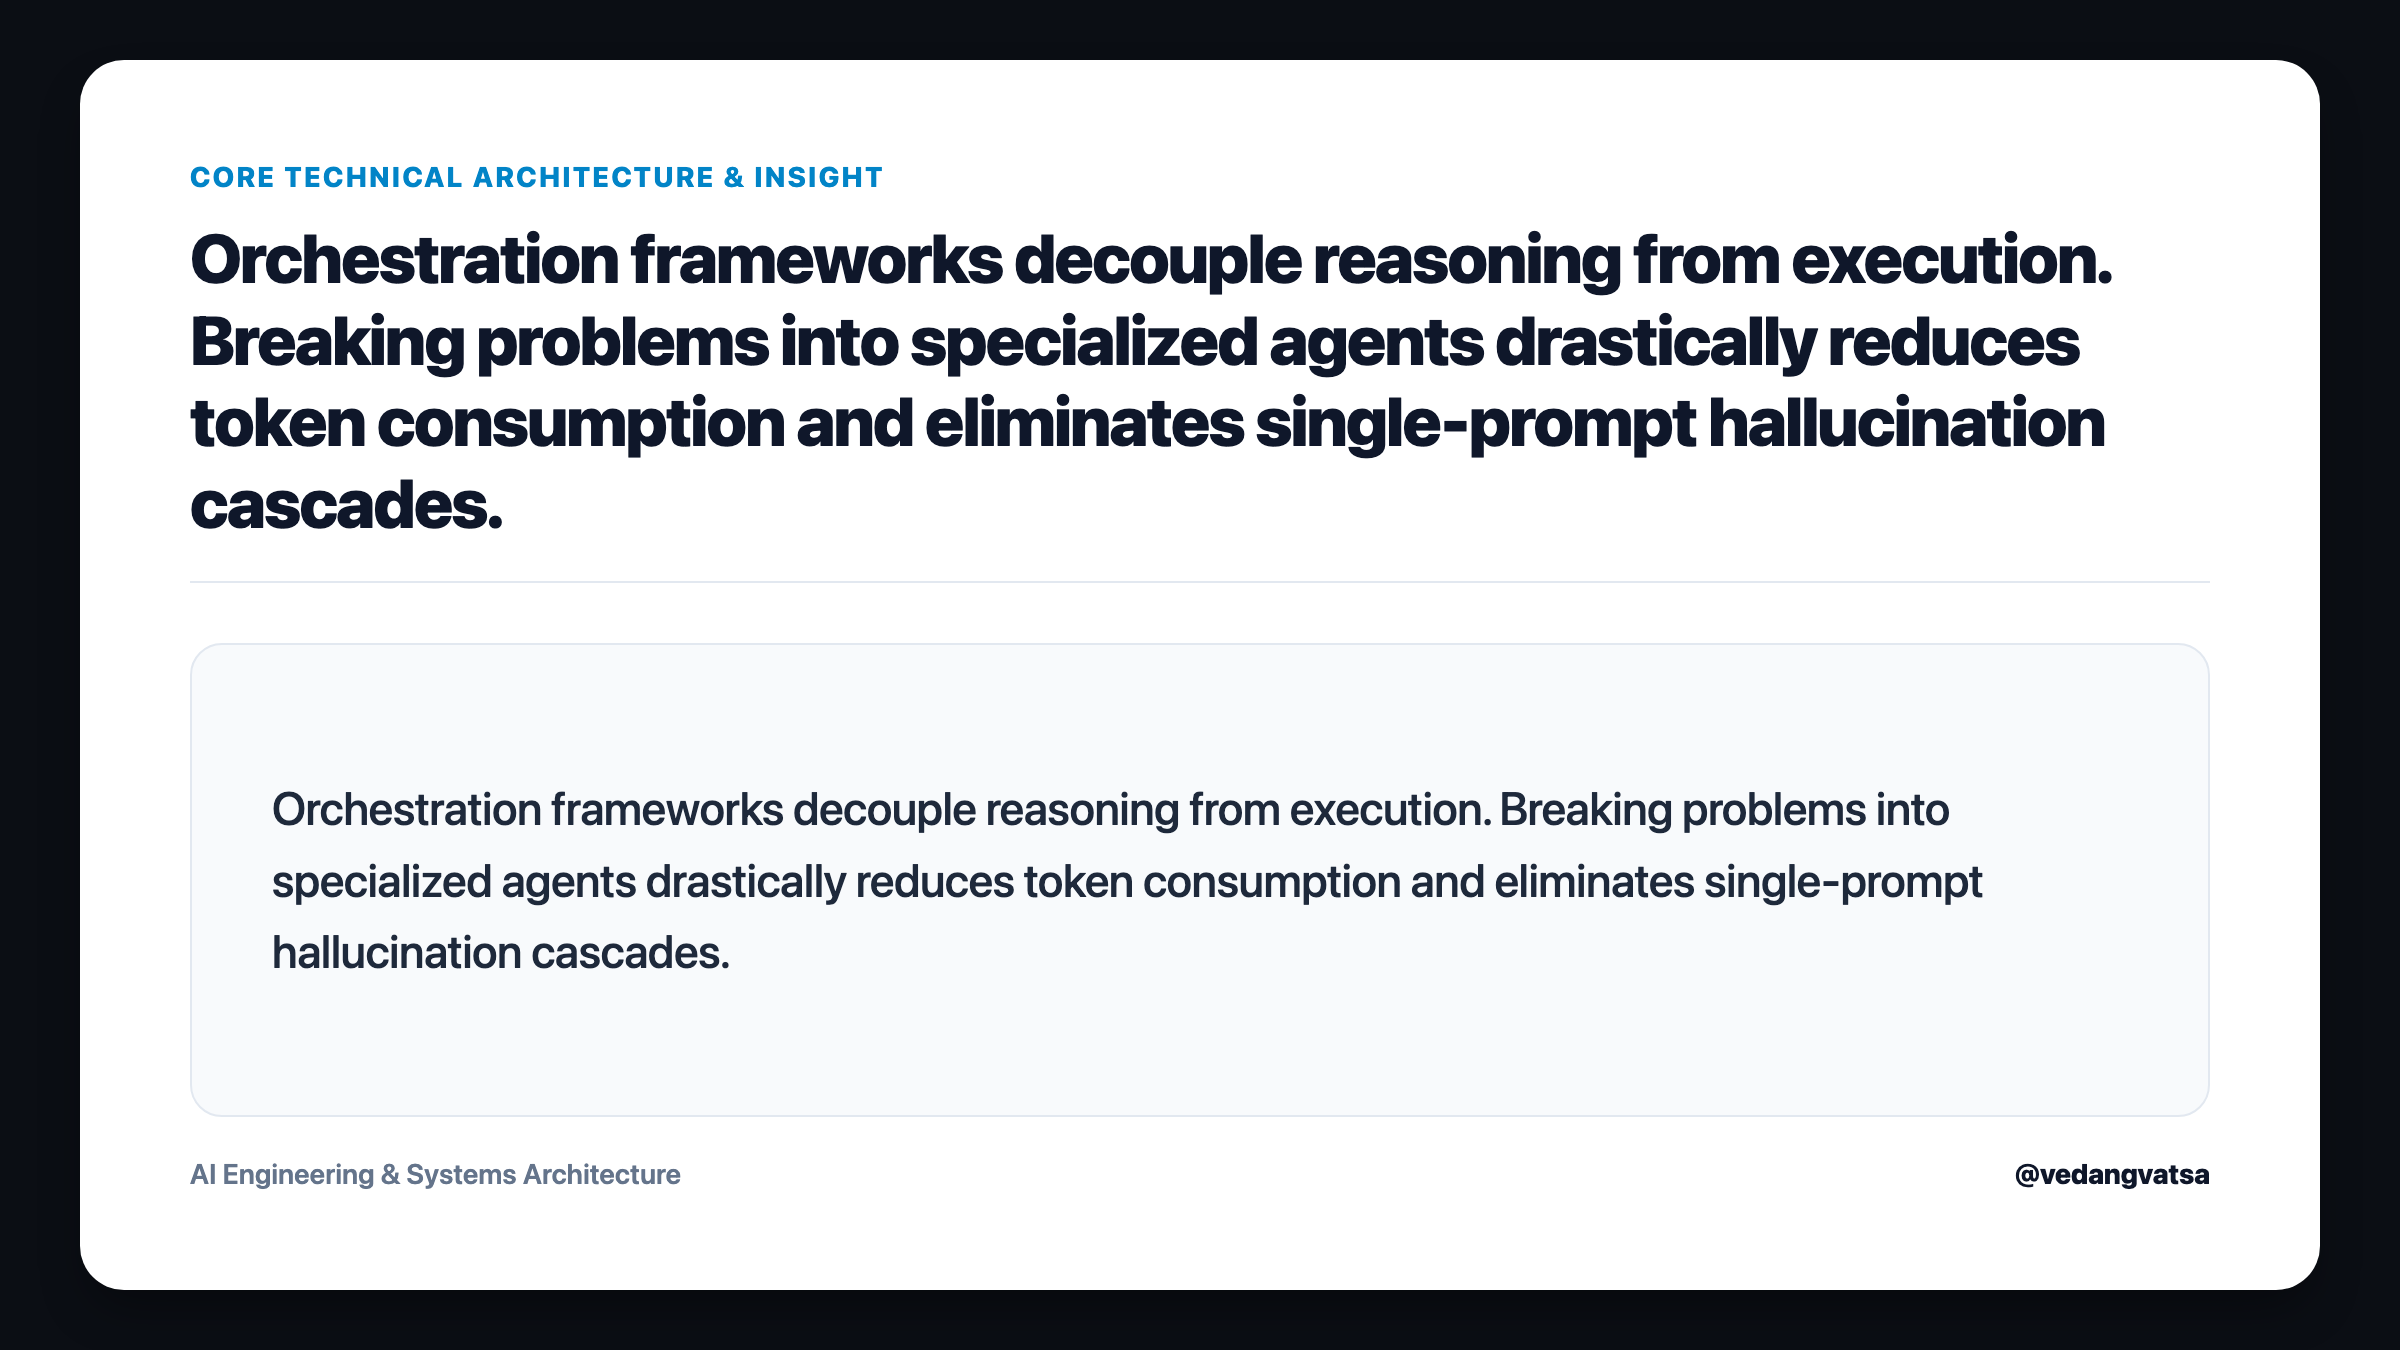 CORE TECHNICAL ARCHITECTURE & INSIGHT
Orchestration frameworks decouple reasoning from execution.
Breaking problems into specialized agents drastically reduces
token consumption and eliminates single-prompt hallucination
cascades.
Orchestration frameworks decouple reasoning from execution. Breaking problems into
specialized agents drastically reduces token consumption and eliminates single-prompt
hallucination cascades.
AI Engineering & Systems Architecture
@vedangvatsa